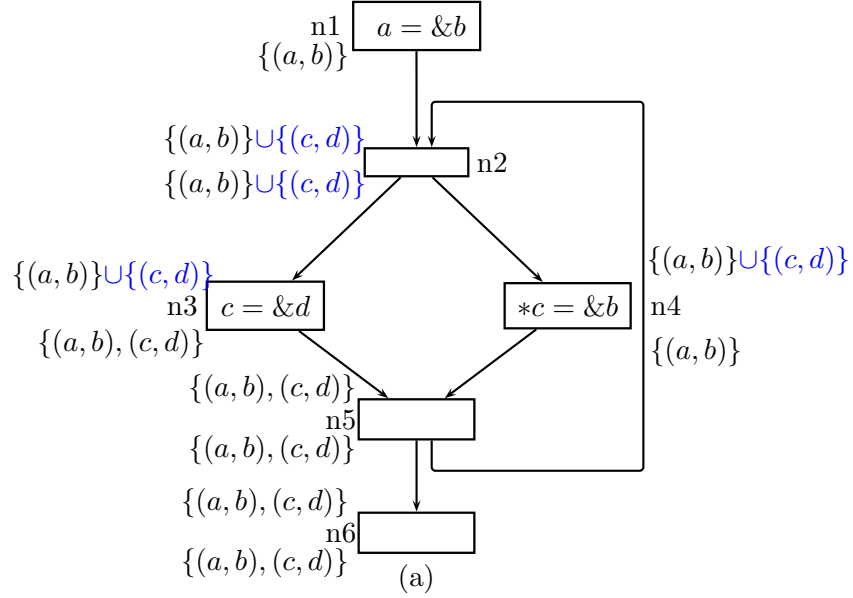 n1 a = &b
{(a, b)}
{(a, b)}∪{(c, d)}
n2
{(a, b)}∪{(c, d)}
{(a, b)}∪{(c, d)}
n3 c = &d
{(a, b), (c, d)}
{(a, b)}∪{(c, d)}
∗c = &b n4
{(a, b)}
{(a, b), (c, d)}
n5
{(a, b), (c, d)}
{(a, b), (c, d)}
n6
{(a, b), (c, d)}
(a)